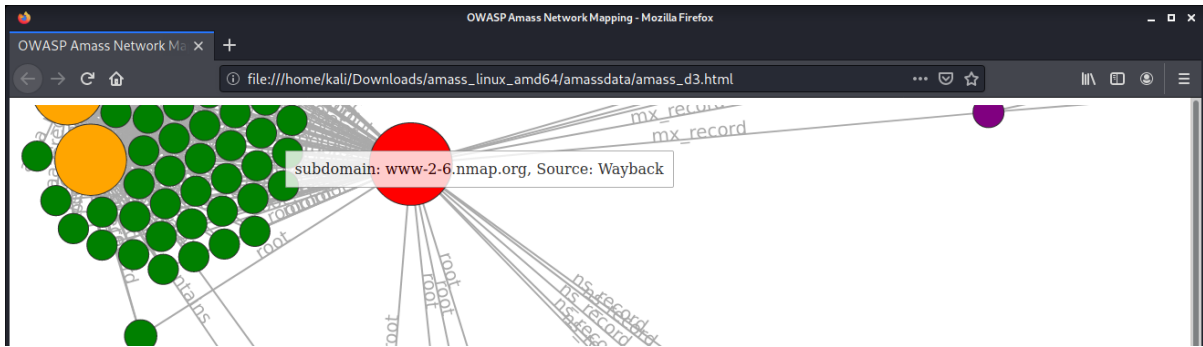 OWASP Amass Network Mapping - Mozilla Firefox
OWASP Amass Network Ma
file:///home/kali/Downloads/amass_linux_amd64/amassdata/amass_d3.html
mx_record
mx_record
subdomain: www-2-6.nmap.org, Source: Wayback
root
root
root
root
root
ns_record
ns_record